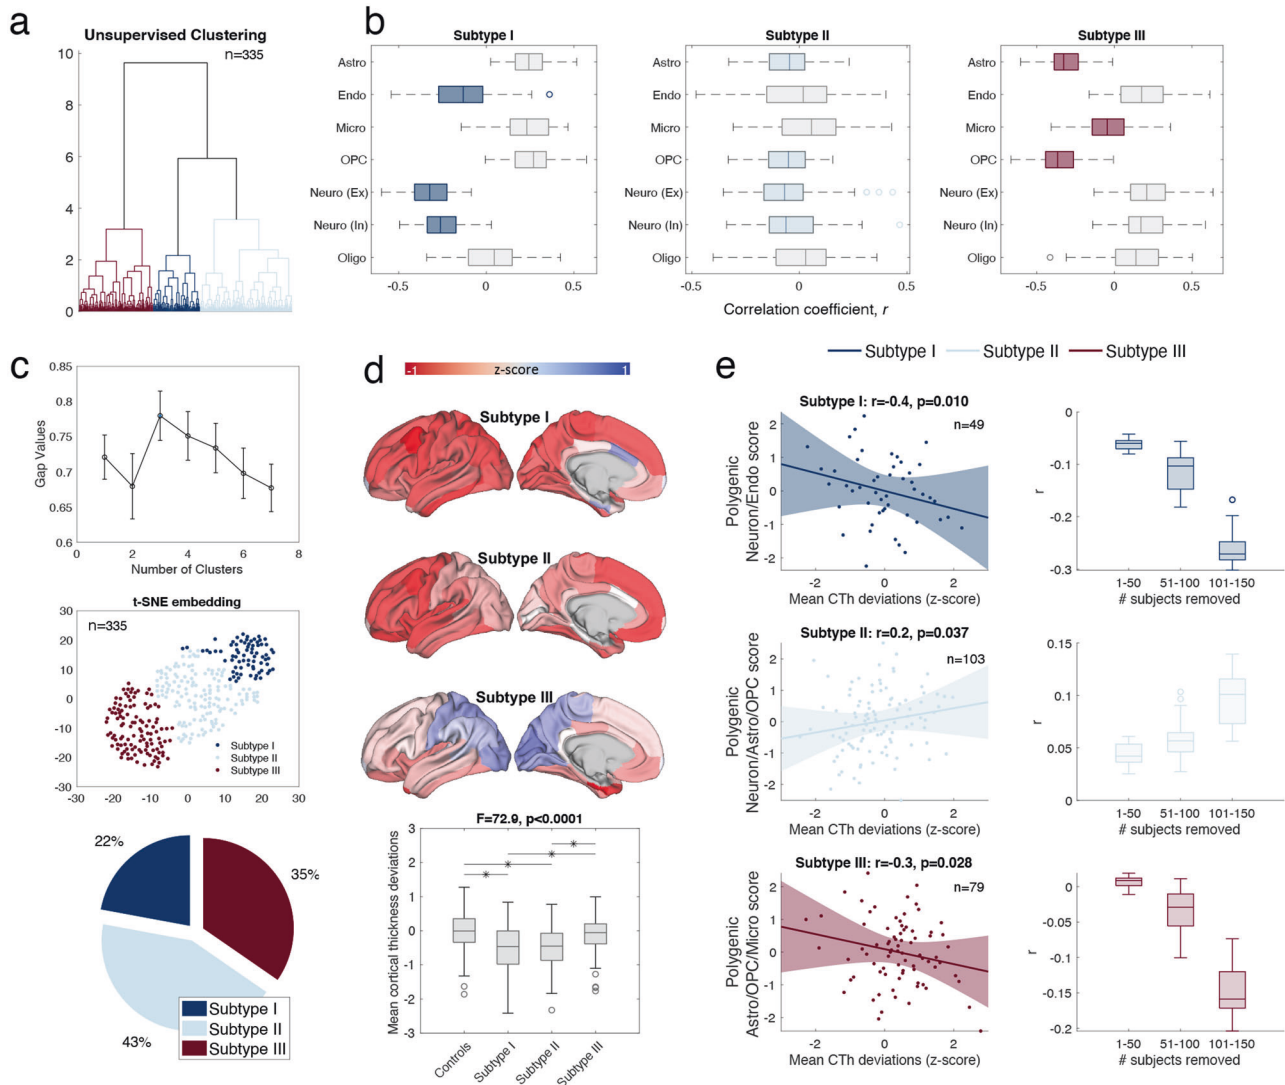 a
Unsupervised Clustering
n=335
10
8
6
4
2
0
b
Subtype I
Subtype II
Subtype III
Astro
Endo
Micro
OPC
Neuro (Ex)
Neuro (In)
Oligo
-0.5
0
0.5
Astro
Endo
Micro
OPC
Neuro (Ex)
Neuro (In)
Oligo
-0.5
0
0.5
Astro
Endo
Micro
OPC
Neuro (Ex)
Neuro (In)
Oligo
-0.5
0
0.5
Correlation coefficient, r
c
0.85
0.8
0.75
0.7
0.65
0.6
Gap Values
0
2
4
6
8
Number of Clusters
t-SNE embedding
n=335
30
20
10
0
-10
-20
-30
-30
-20
-10
0
10
20
30
Subtype I
Subtype II
Subtype III
22%
35%
43%
Subtype I
Subtype II
Subtype III
d
-1
z-score
1
Subtype I
Subtype II
Subtype III
F=72.9, p<0.0001
Mean cortical thickness deviations
3
2
1
0
-1
-2
-3
Controls
Subtype I
Subtype II
Subtype III
e
Subtype I
Subtype II
Subtype III
Subtype I: r=-0.4, p=0.010
n=49
Polygenic
Neuron/Endo score
2
1
0
-1
-2
-2
0
2
Mean CTh deviations (z-score)
r
0
-0.1
-0.2
-0.3
1-50
51-100
101-150
# subjects removed
Subtype II: r=0.2, p=0.037
n=103
Polygenic
Neuron/Astro/OPC score
2
1
0
-1
-2
-2
0
2
Mean CTh deviations (z-score)
r
0.15
0.1
0.05
0
1-50
51-100
101-150
# subjects removed
Subtype III: r=-0.3, p=0.028
n=79
Polygenic
Astro/OPC/Micro score
2
1
0
-1
-2
-2
0
2
Mean CTh deviations (z-score)
r
0
-0.05
-0.1
-0.15
-0.2
1-50
51-100
101-150
# subjects removed